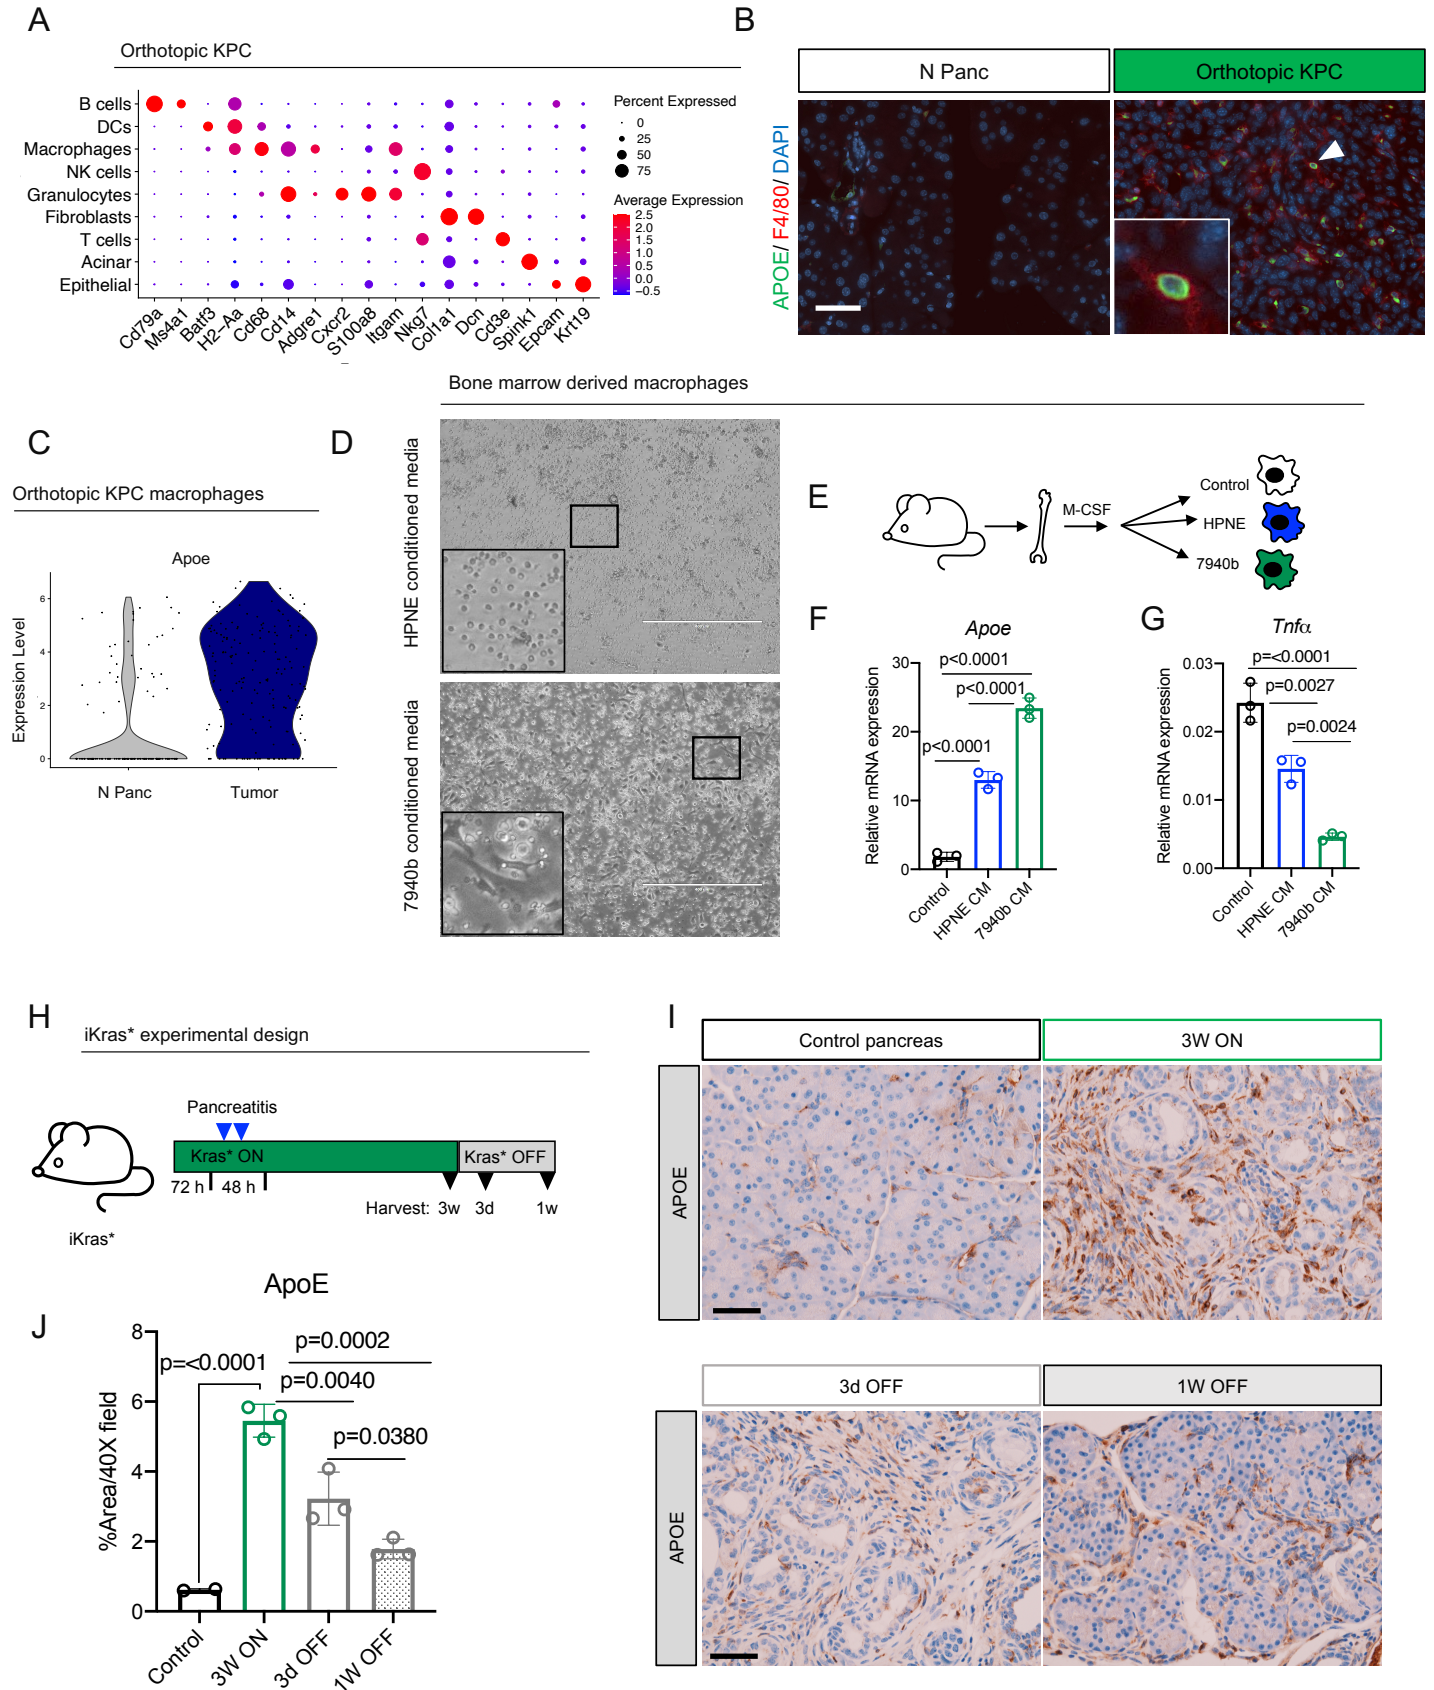 A
Orthotopic KPC
B cells
DCs
Macrophages
NK cells
Granulocytes
Fibroblasts
T cells
Acinar
Epithelial
Cd79a
Ms4a1
Batf3
H2-Aa
Cd68
Cd14
Adgre1
Cxcr2
S100a8
Itgam
Nkg7
Col1a1
Dcn
Cd3e
Spink1
Epcam
Krt19
Percent Expressed
0
25
50
75
Average Expression
2.5
2.0
1.5
1.0
0.5
0.0
-0.5
B
N Panc
Orthotopic KPC
APOE/ F4/80/ DAPI
C
Orthotopic KPC macrophages
Apoe
Expression Level
6
4
2
0
N Panc
Tumor
D
Bone marrow derived macrophages
HPNE conditioned media
7940b conditioned media
E
M-CSF
Control
HPNE
7940b
F
Apoe
Relative mRNA expression
30
20
10
0
p<0.0001
p<0.0001
p<0.0001
Control
HPNE CM
7940b CM
G
Tnfα
Relative mRNA expression
0.03
0.02
0.01
0.00
p=<0.0001
p=0.0027
p=0.0024
Control
HPNE CM
7940b CM
H
iKras* experimental design
Pancreatitis
Kras* ON
Kras* OFF
72 h
48 h
Harvest: 3w 3d 1w
iKras*
I
Control pancreas
3W ON
APOE
3d OFF
1W OFF
APOE
J
ApoE
%Area/40X field
8
6
4
2
0
p=<0.0001
p=0.0002
p=0.0040
p=0.0380
Control
3W ON
3d OFF
1W OFF